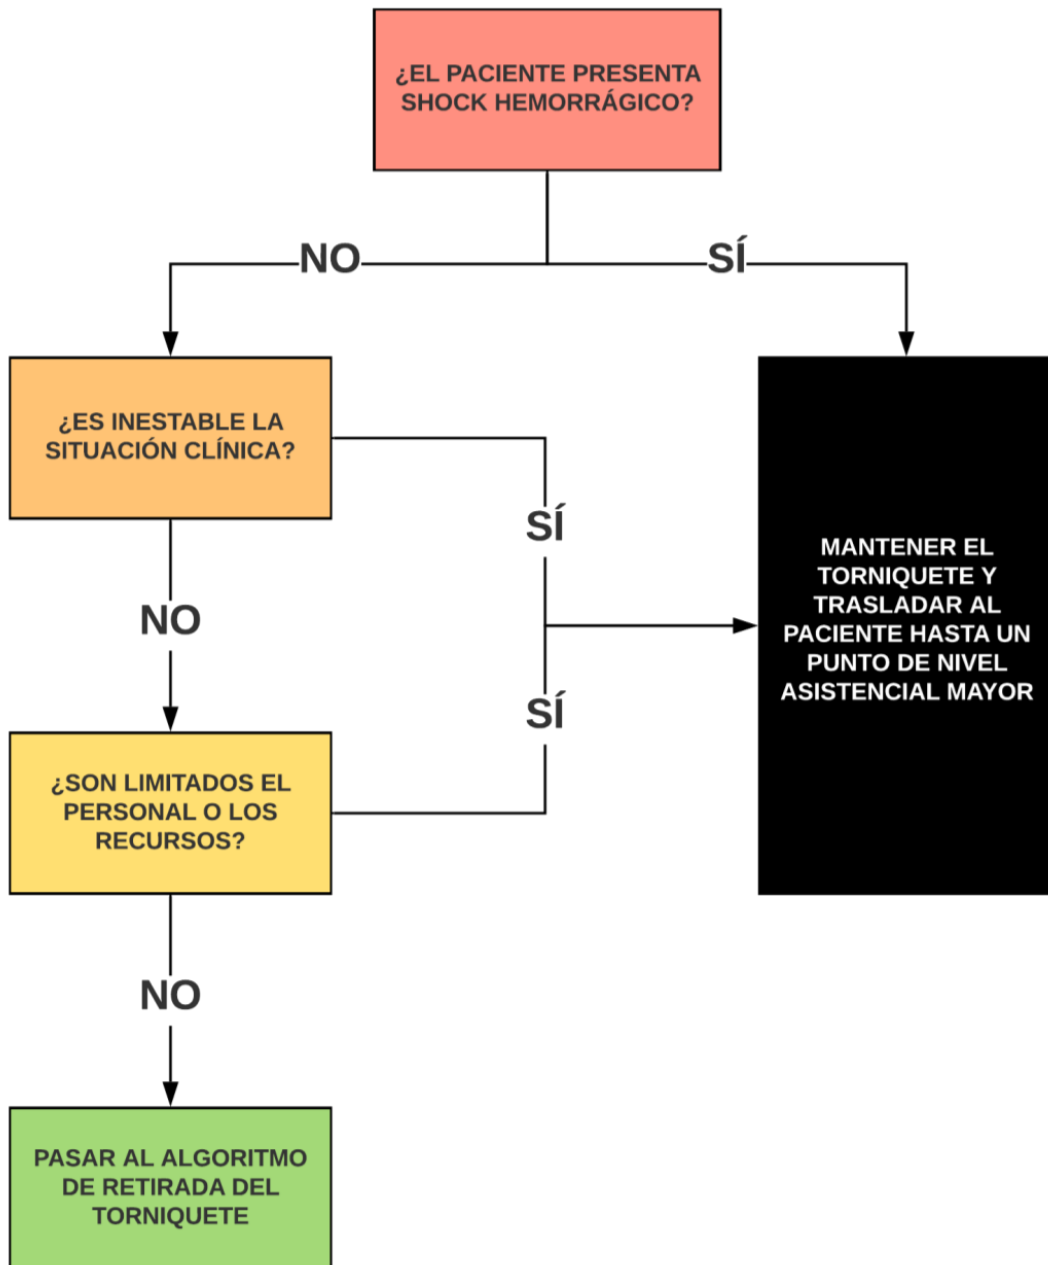 ¿EL PACIENTE PRESENTA
SHOCK HEMORRÁGICO?
NO
SÍ
¿ES INESTABLE LA
SITUACIÓN CLÍNICA?
SÍ
NO
MANTENER EL
TORNIQUETE Y
TRASLADAR AL
PACIENTE HASTA UN
PUNTO DE NIVEL
ASISTENCIAL MAYOR
SÍ
¿SON LIMITADOS EL
PERSONAL O LOS
RECURSOS?
NO
PASAR AL ALGORITMO
DE RETIRADA DEL
TORNIQUETE